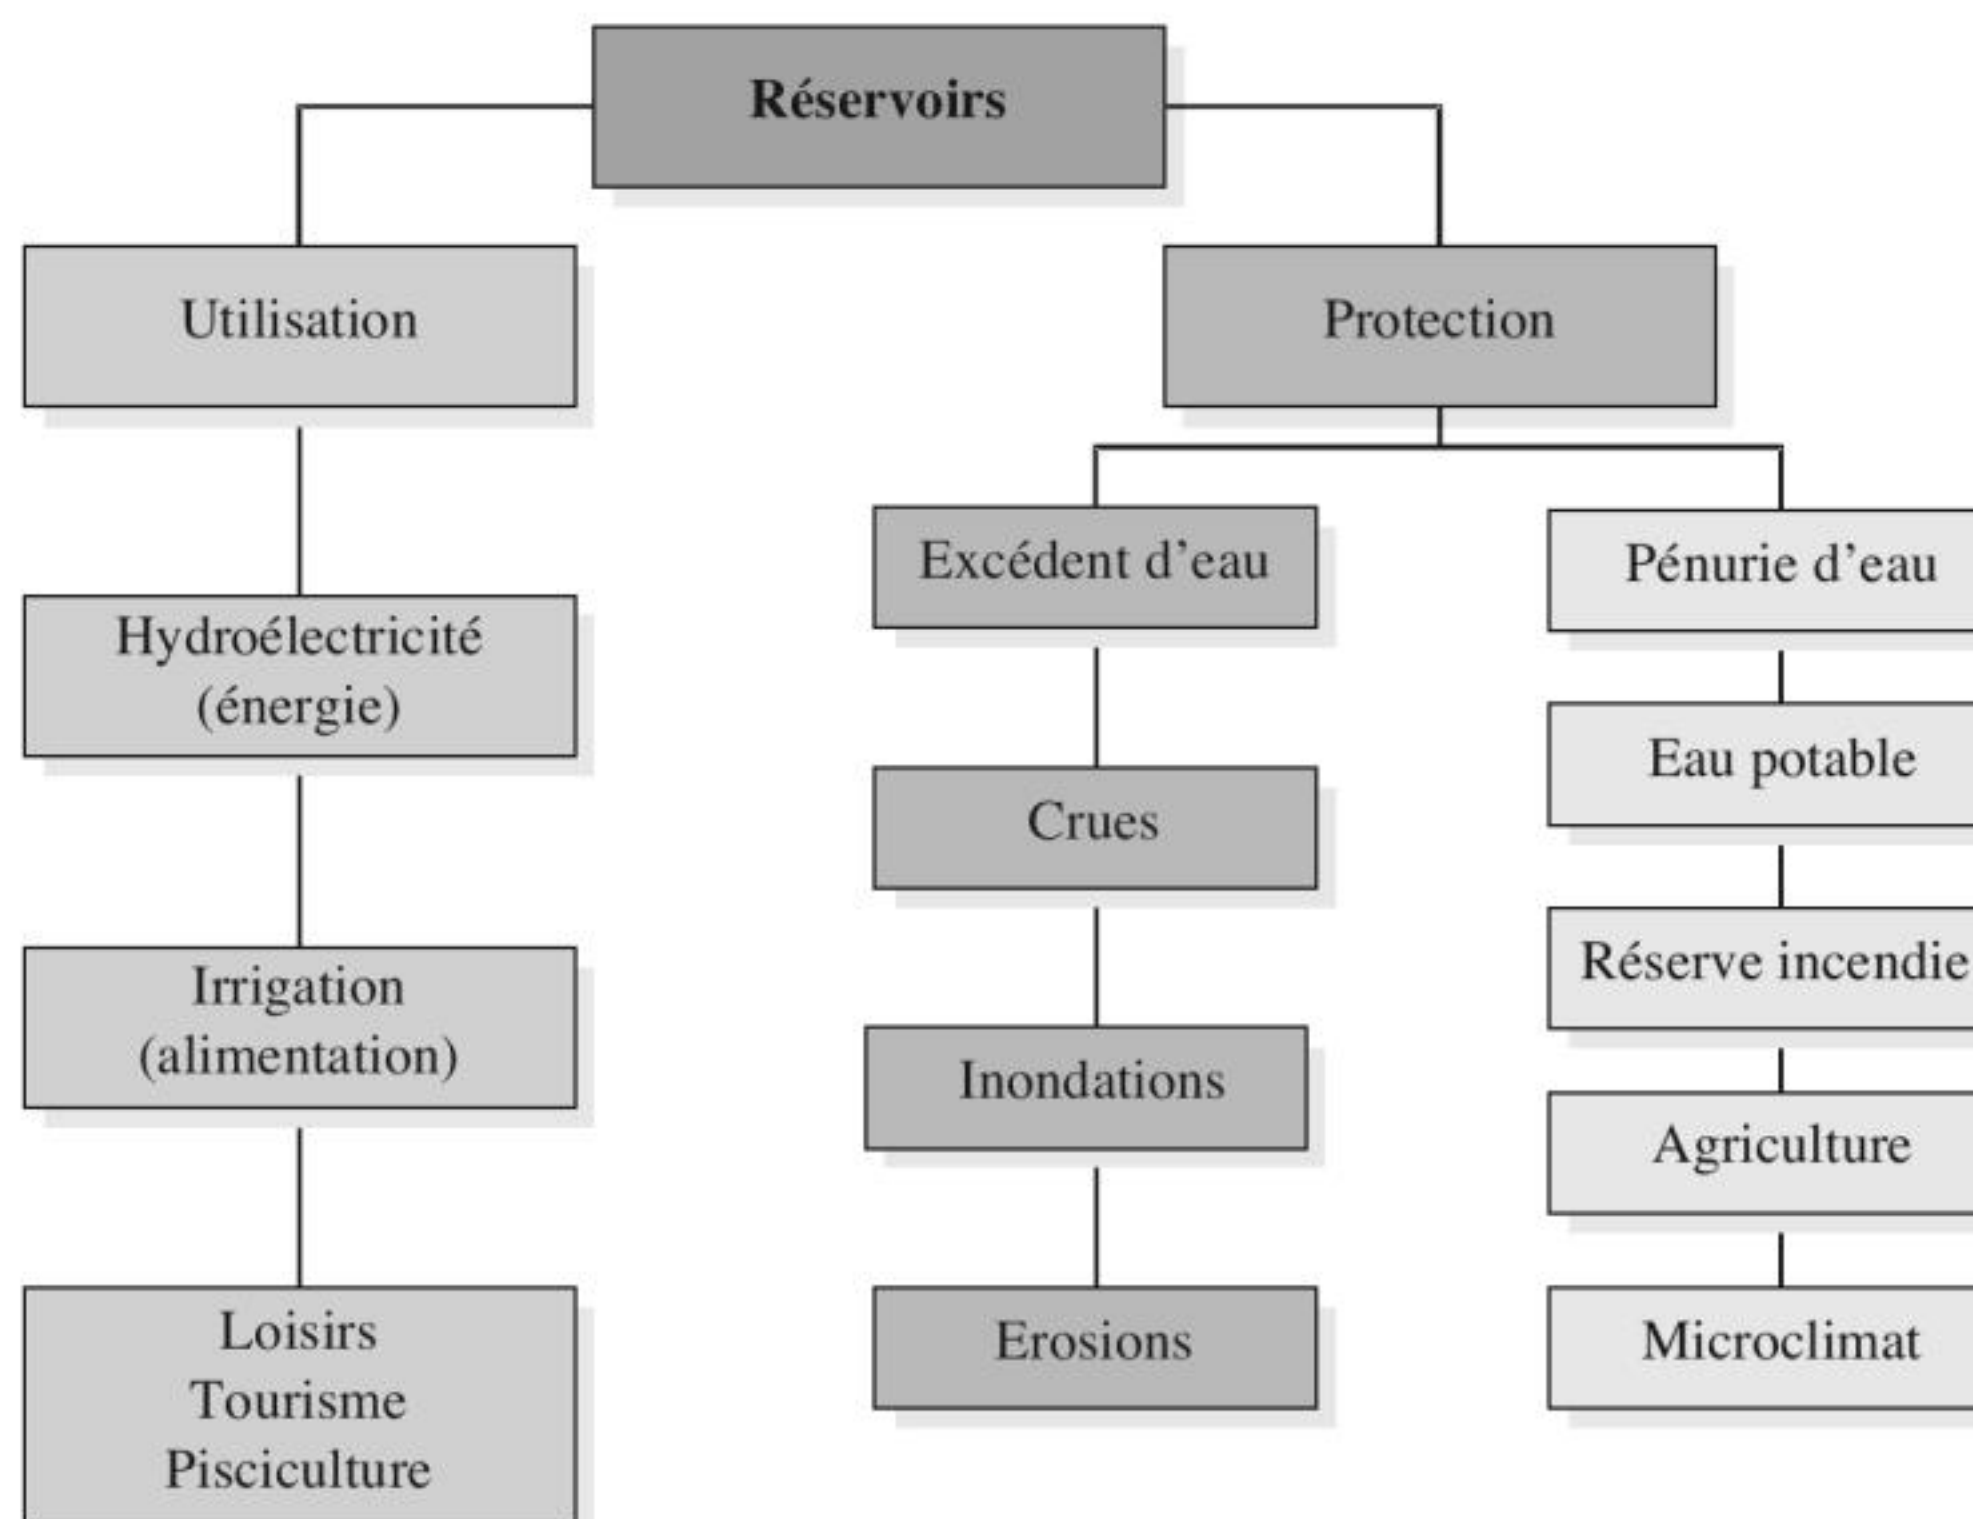 Réservoirs
Utilisation
Protection
Excédent d’eau
Pénurie d’eau
Hydroélectricité
(énergie)
Eau potable
Crues
Réserve incendie
Irrigation
(alimentation)
Inondations
Agriculture
Loisirs
Tourisme
Pisciculture
Erosions
Microclimat